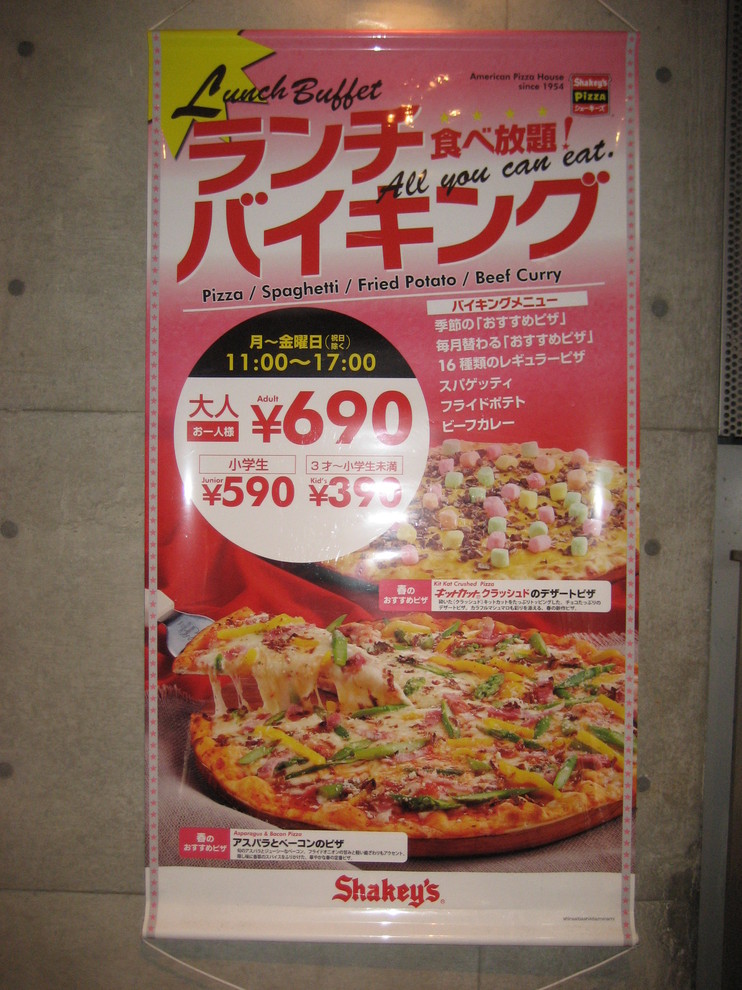 Lunch Buffet
American Pizza House
since 1954
Shakey's
Pizza
シェーキーズ
ランチ 食べ放題!
All you can eat.
バイキング
Pizza / Spaghetti / Fried Potato / Beef Curry
バイキングメニュー
季節の「おすすめピザ」
毎月替わる「おすすめピザ」
16種類のレギュラーピザ
スパゲッティ
フライドポテト
ビーフカレー
月〜金曜日(祝日除く)
11:00〜17:00
大人
お一人様
Adult
¥690
小学生
Junior
¥590
3才〜小学生未満
Kid's
¥390
春の
おすすめピザ
Kit Kat Crushed Pizza
キットカットクラッシュドのデザートピザ
春の
おすすめピザ
Asparagus & Bacon Pizza
アスパラとベーコンのピザ
Shakey's